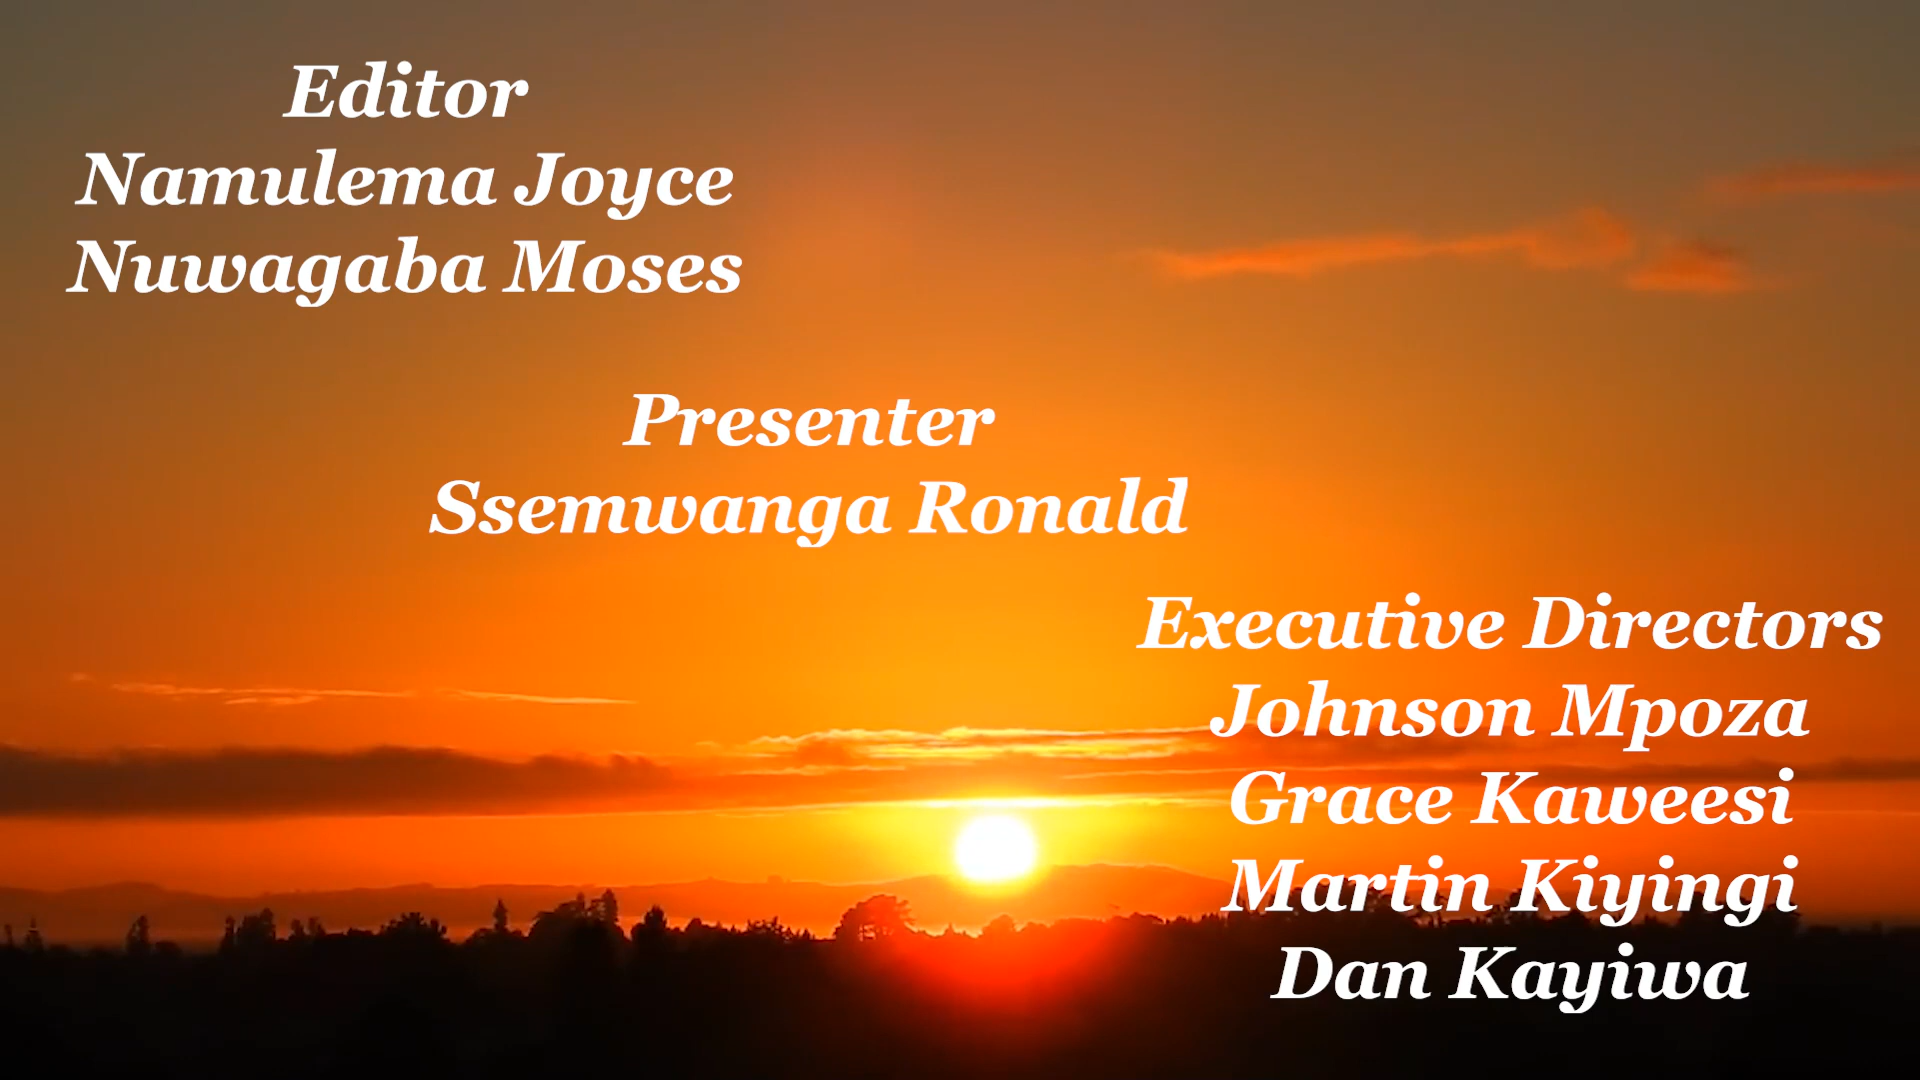 Editor
Namulema Joyce
Nuwagaba Moses
Presenter
Ssemwanga Ronald
Executive Directors
Johnson Mpoza
Grace Kaweesi
Martin Kiyingi
Dan Kayiwa